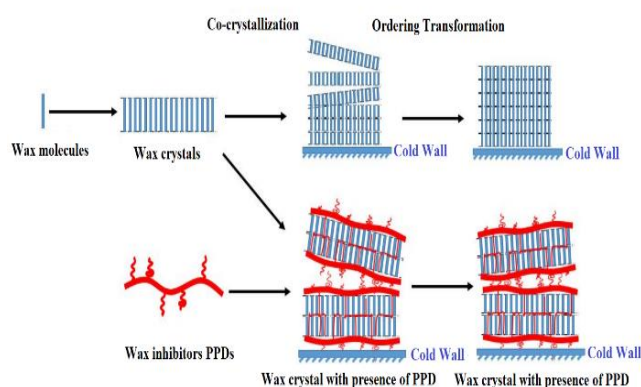 Co-crystallization
Ordering Transformation
Wax molecules
Wax crystals
Cold Wall
Cold Wall
Wax inhibitors PPDs
Cold Wall
Cold Wall
Wax crystal with presence of PPD
Wax crystal with presence of PPD